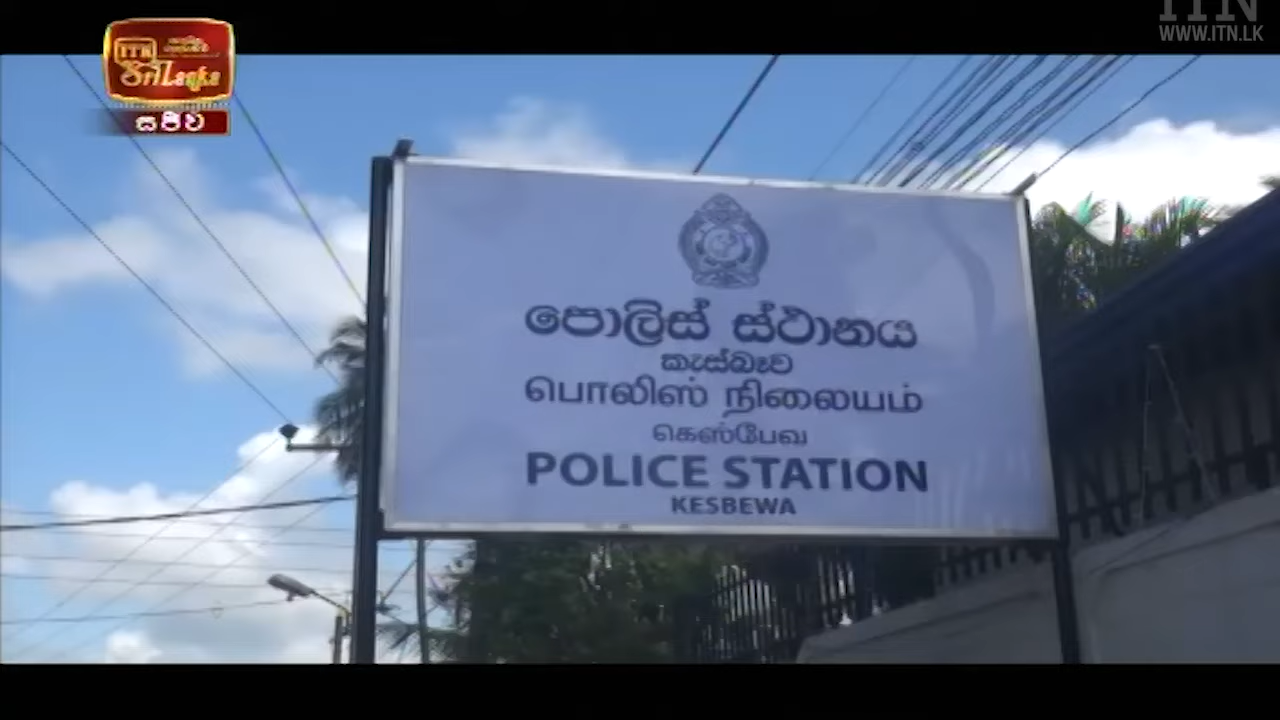 ITN
WWW.ITN.LK
ITN
Sri Lanka
සජීව
පොලිස් ස්ථානය
කැස්බෑව
பொலிஸ் நிலையம்
கெஸ்பேவ
POLICE STATION
KESBEWA